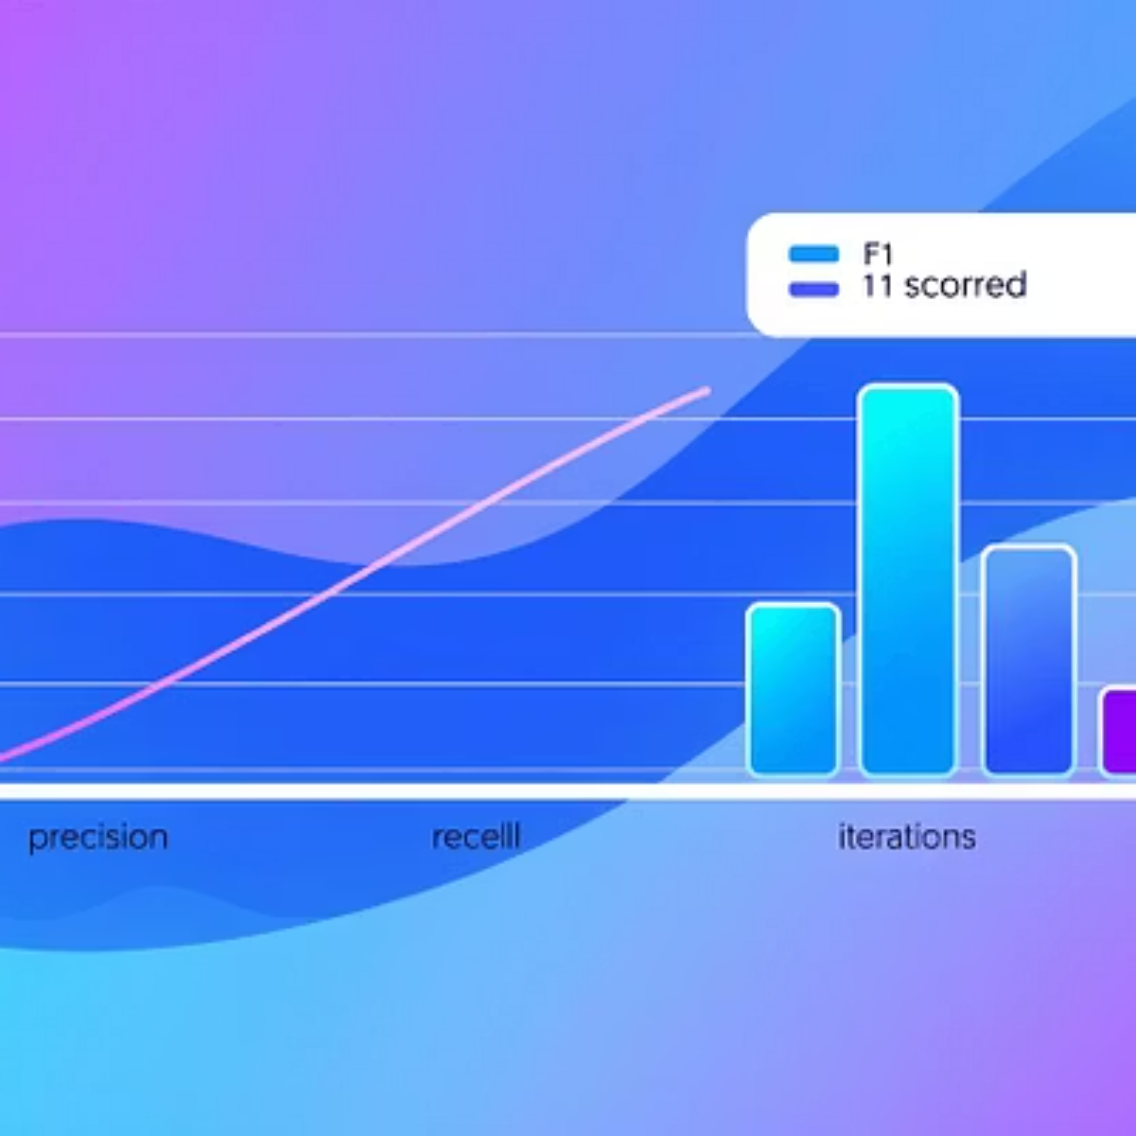 F1
11 scorred
precision
recelll
iterations